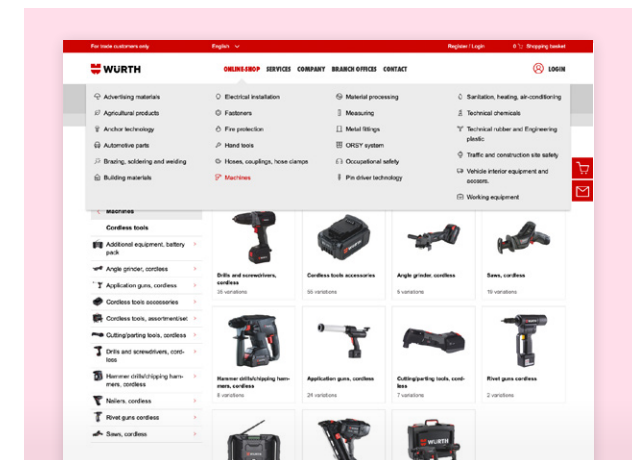 For trade customers only
English
Register / Login
0
Shopping basket
WÜRTH
ONLINE-SHOP SERVICES COMPANY BRANCH OFFICES CONTACT
LOGIN
Advertising materials
Agricultural products
Anchor technology
Automotive parts
Brazing, soldering and welding
Building materials
Electrical installation
Fasteners
Fire protection
Hand tools
Hoses, couplings, hose clamps
Machines
Material processing
Measuring
Metal fittings
ORSY system
Occupational safety
Pin driver technology
Sanitation, heating, air-conditioning
Technical chemicals
Technical rubber and Engineering
plastic
Traffic and construction site safety
Vehicle interior equipment and
accessories
Working equipment
Machines
Cordless tools
Additional equipment, battery
pack
Angle grinder, cordless
Application guns, cordless
Cordless tools accessories
Cordless tools, assortment/set
Cutting/parting tools, cordless
Drills and screwdrivers, cord-
less
Hammer drills/chipping ham-
mers, cordless
Nailers, cordless
Rivet guns cordless
Saws, cordless
Drills and screwdrivers,
cordless
variations
Cordless tools accessories
variations
Angle grinder, cordless
variations
Saws, cordless
19 variations
Hammer drills/chipping ham-
mers, cordless
variations
Application guns, cordless
24 variations
Cutting/parting tools, cord-
less
7 variations
Rivet guns cordless
2 variations
WURTH